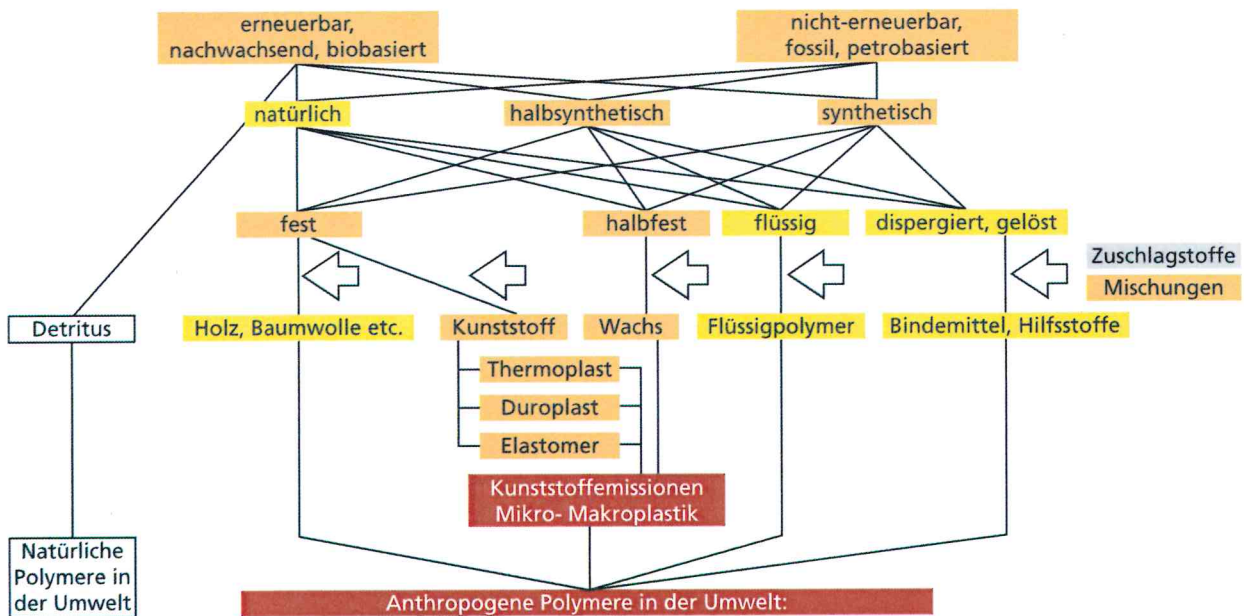 erneuerbar,
nachwachsend, biobasiert
nicht-erneuerbar,
fossil, petrobasiert
natürlich
halbsynthetisch
synthetisch
fest
halbfest
flüssig
dispergiert, gelöst
Zuschlagstoffe
Mischungen
Detritus
Holz, Baumwolle etc.
Kunststoff
Wachs
Flüssigpolymer
Bindemittel, Hilfsstoffe
Thermoplast
Duroplast
Elastomer
Kunststoffemissionen
Mikro- Makroplastik
Natürliche
Polymere in
der Umwelt
Anthropogene Polymere in der Umwelt: